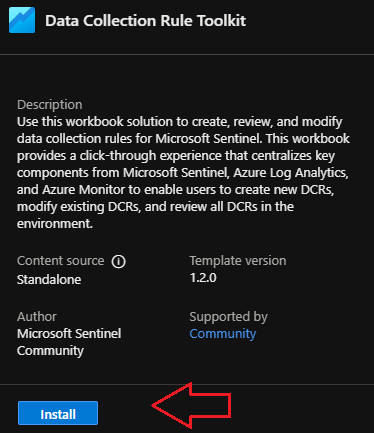 Data Collection Rule Toolkit
Description
Use this workbook solution to create, review, and modify
data collection rules for Microsoft Sentinel. This workbook
provides a click-through experience that centralizes key
components from Microsoft Sentinel, Azure Log Analytics,
and Azure Monitor to enable users to create new DCRs,
modify existing DCRs, and review all DCRs in the
environment.
Content source
Standalone
Template version
1.2.0
Author
Microsoft Sentinel
Community
Supported by
Community
Install